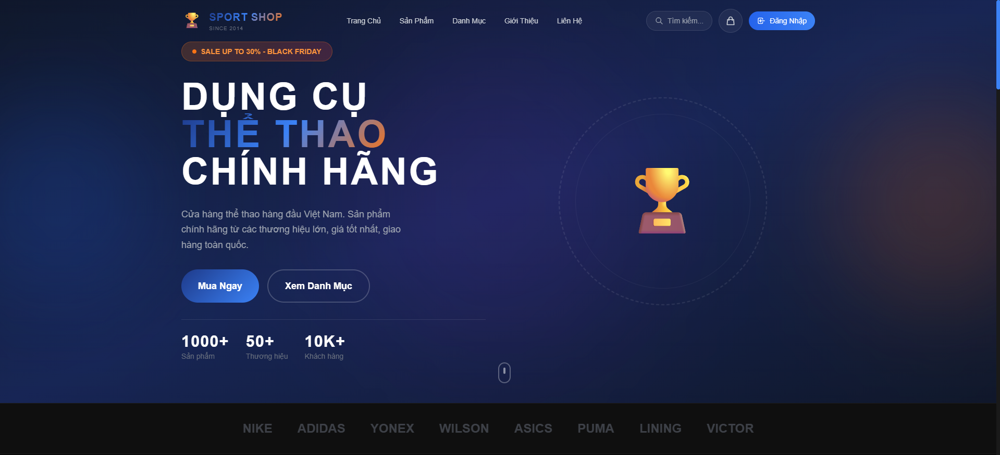 SPORT SHOP
SINCE 2014
Trang Chủ
Sản Phẩm
Danh Mục
Giới Thiệu
Liên Hệ
Tìm kiếm...
Đăng Nhập
SALE UP TO 30% - BLACK FRIDAY
DỤNG CỤ
THỂ THAO
CHÍNH HÃNG
Cửa hàng thể thao hàng đầu Việt Nam. Sản phẩm
chính hãng từ các thương hiệu lớn, giá tốt nhất, giao
hàng toàn quốc.
Mua Ngay
Xem Danh Mục
1000+
Sản phẩm
50+
Thương hiệu
10K+
Khách hàng
NIKE
ADIDAS
YONEX
WILSON
ASICS
PUMA
LINING
VICTOR